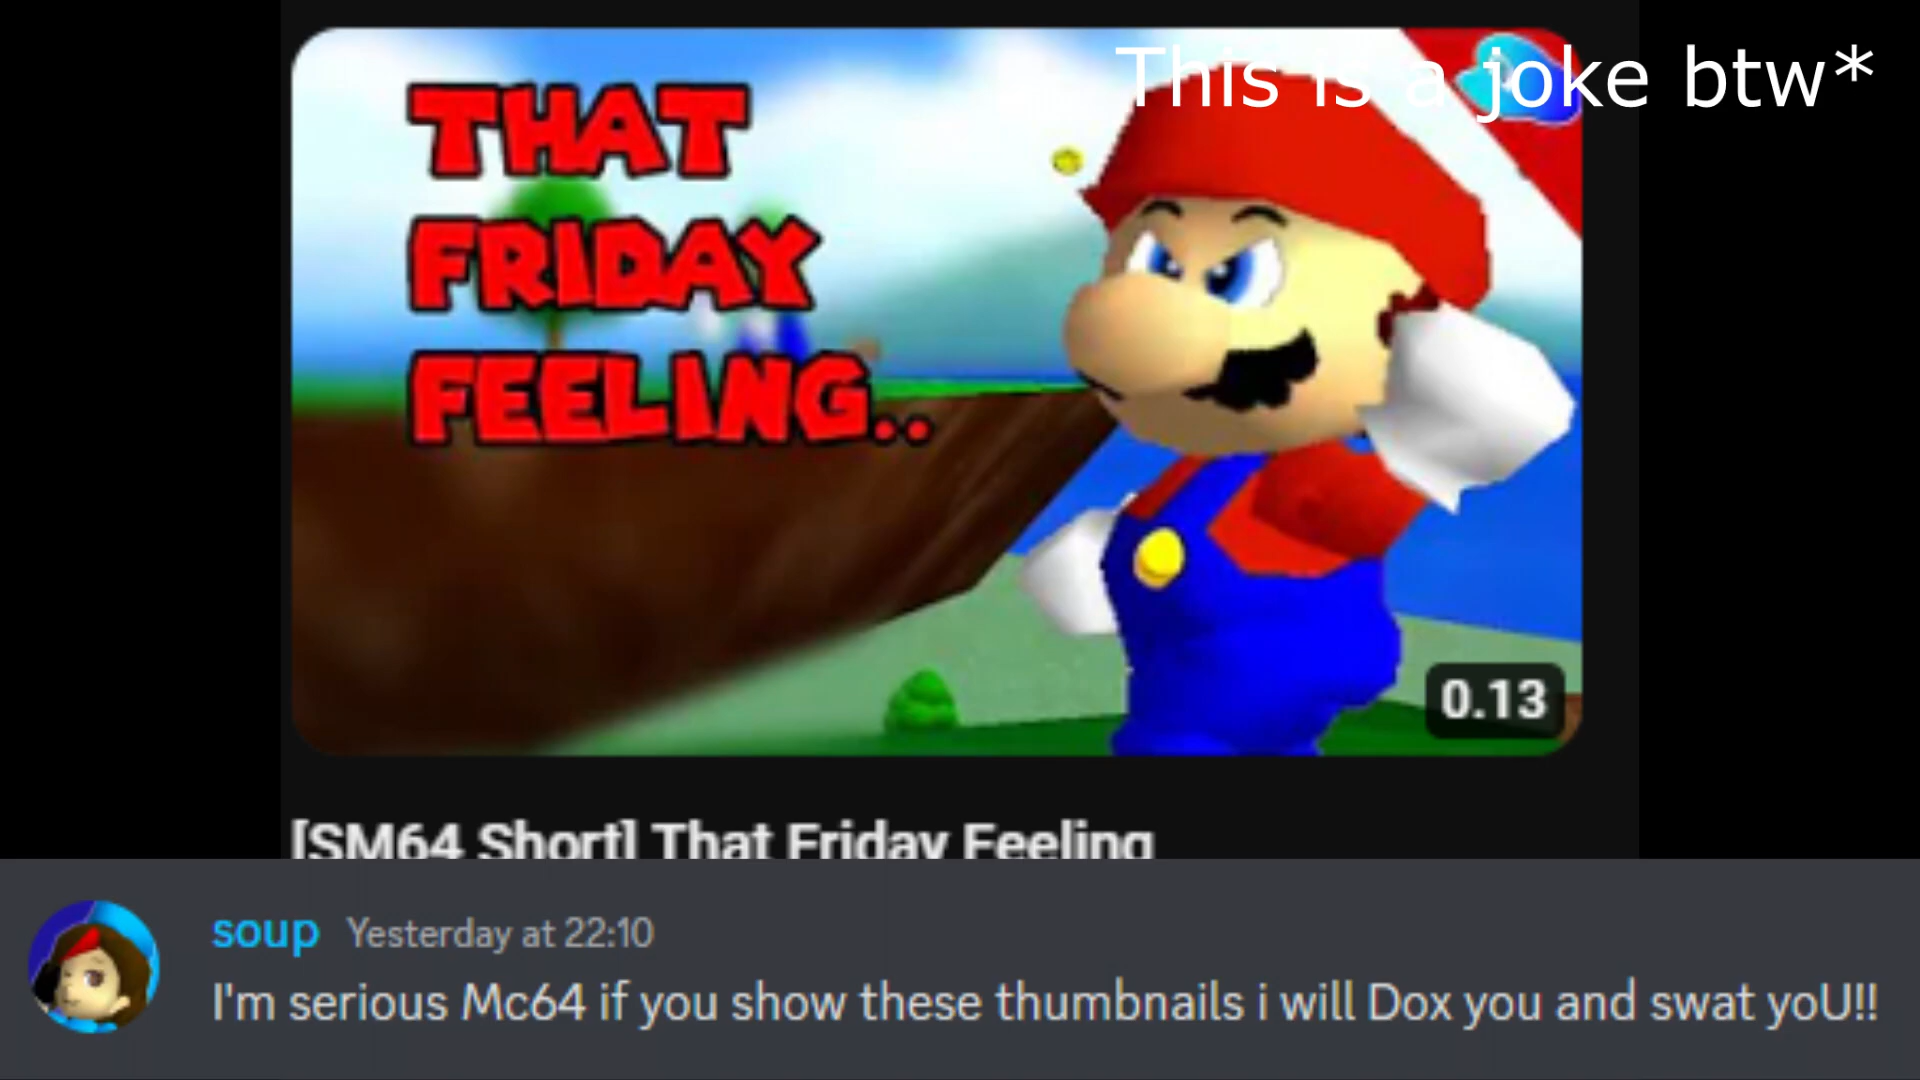 This is a joke btw*
THAT
FRIDAY
FEELING..
0.13
[SM64 Short] That Friday Feeling
soup Yesterday at 22:10
I'm serious Mc64 if you show these thumbnails i will Dox you and swat yoU!!